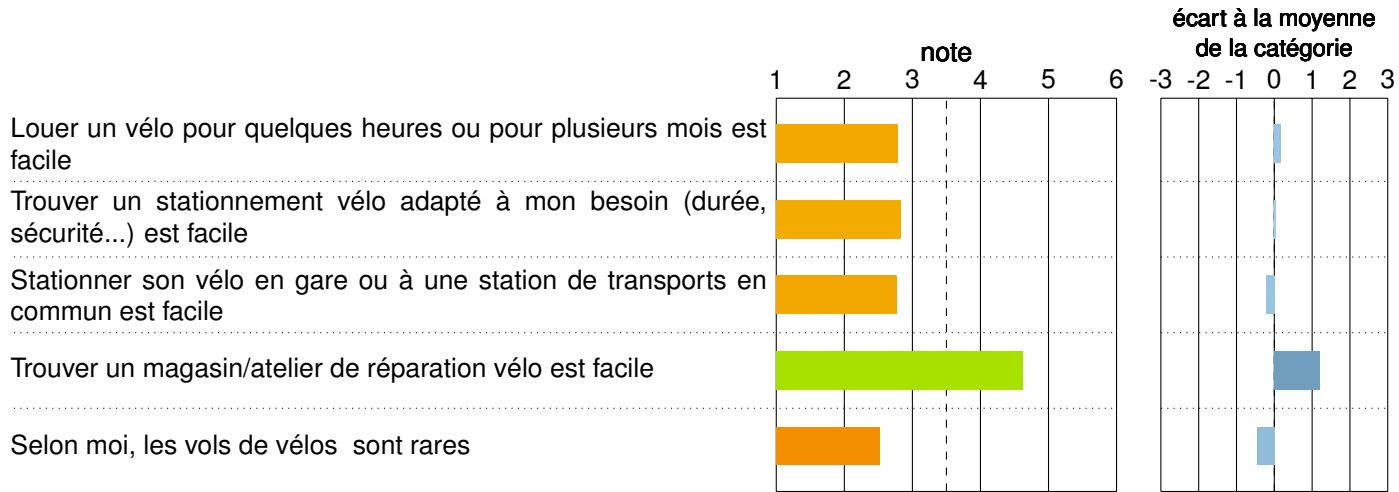 écart à la moyenne
note de la catégorie
1 2 3 4 5 6 -3 -2 -1 0 1 2 3
Louer un vélo pour quelques heures ou pour plusieurs mois est
facile
Trouver un stationnement vélo adapté à mon besoin (durée,
sécurité...) est facile
Stationner son vélo en gare ou à une station de transports en
commun est facile
Trouver un magasin/atelier de réparation vélo est facile
Selon moi, les vols de vélos sont rares